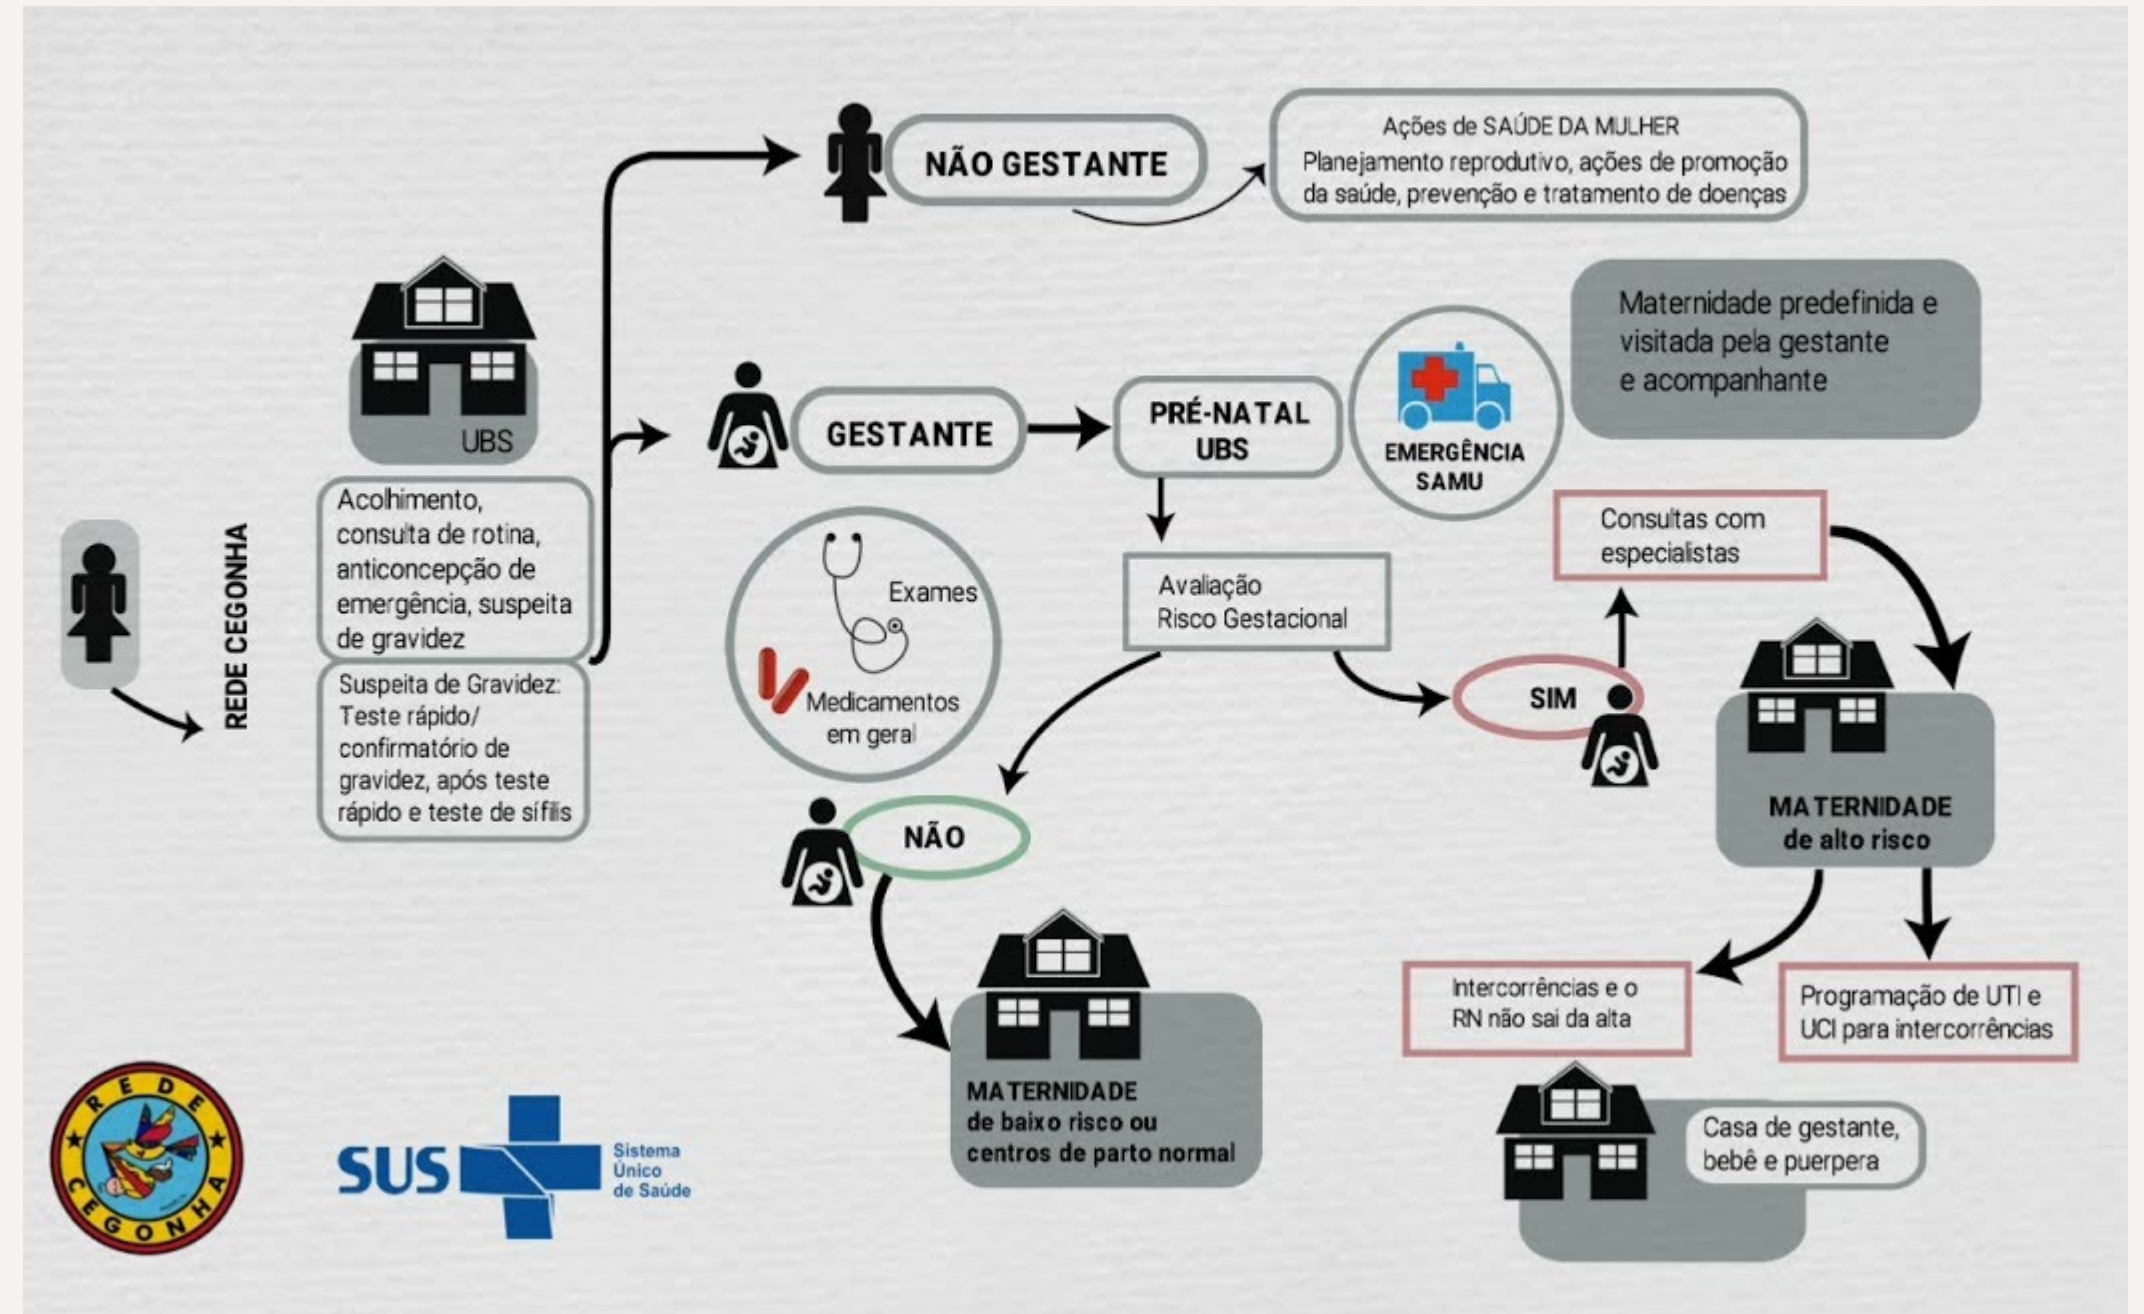 NÃO GESTANTE
Ações de SAÚDE DA MULHER
Planejamento reprodutivo, ações de promoção
da saúde, prevenção e tratamento de doenças
UBS
Acolhimento,
consulta de rotina,
anticoncepção de
emergência, suspeita
de gravidez
Suspeita de Gravidez:
Teste rápido/
confirmatório de
gravidez, após teste
rápido e teste de sífilis
REDE CEGONHA
GESTANTE
PRÉ-NATAL
UBS
EMERGÊNCIA
SAMU
Maternidade predefinida e
visitada pela gestante
e acompanhante
Exames
Medicamentos
em geral
Avaliação
Risco Gestacional
Consultas com
especialistas
SIM
NÃO
MATERNIDADE
de alto risco
MATERNIDADE
de baixo risco ou
centros de parto normal
Intercorrências e o
RN não sai da alta
Programação de UTI e
UCI para intercorrências
Casa de gestante,
bebê e puerpera
REDE
CEGONHA
SUS
Sistema
Único
de Saúde